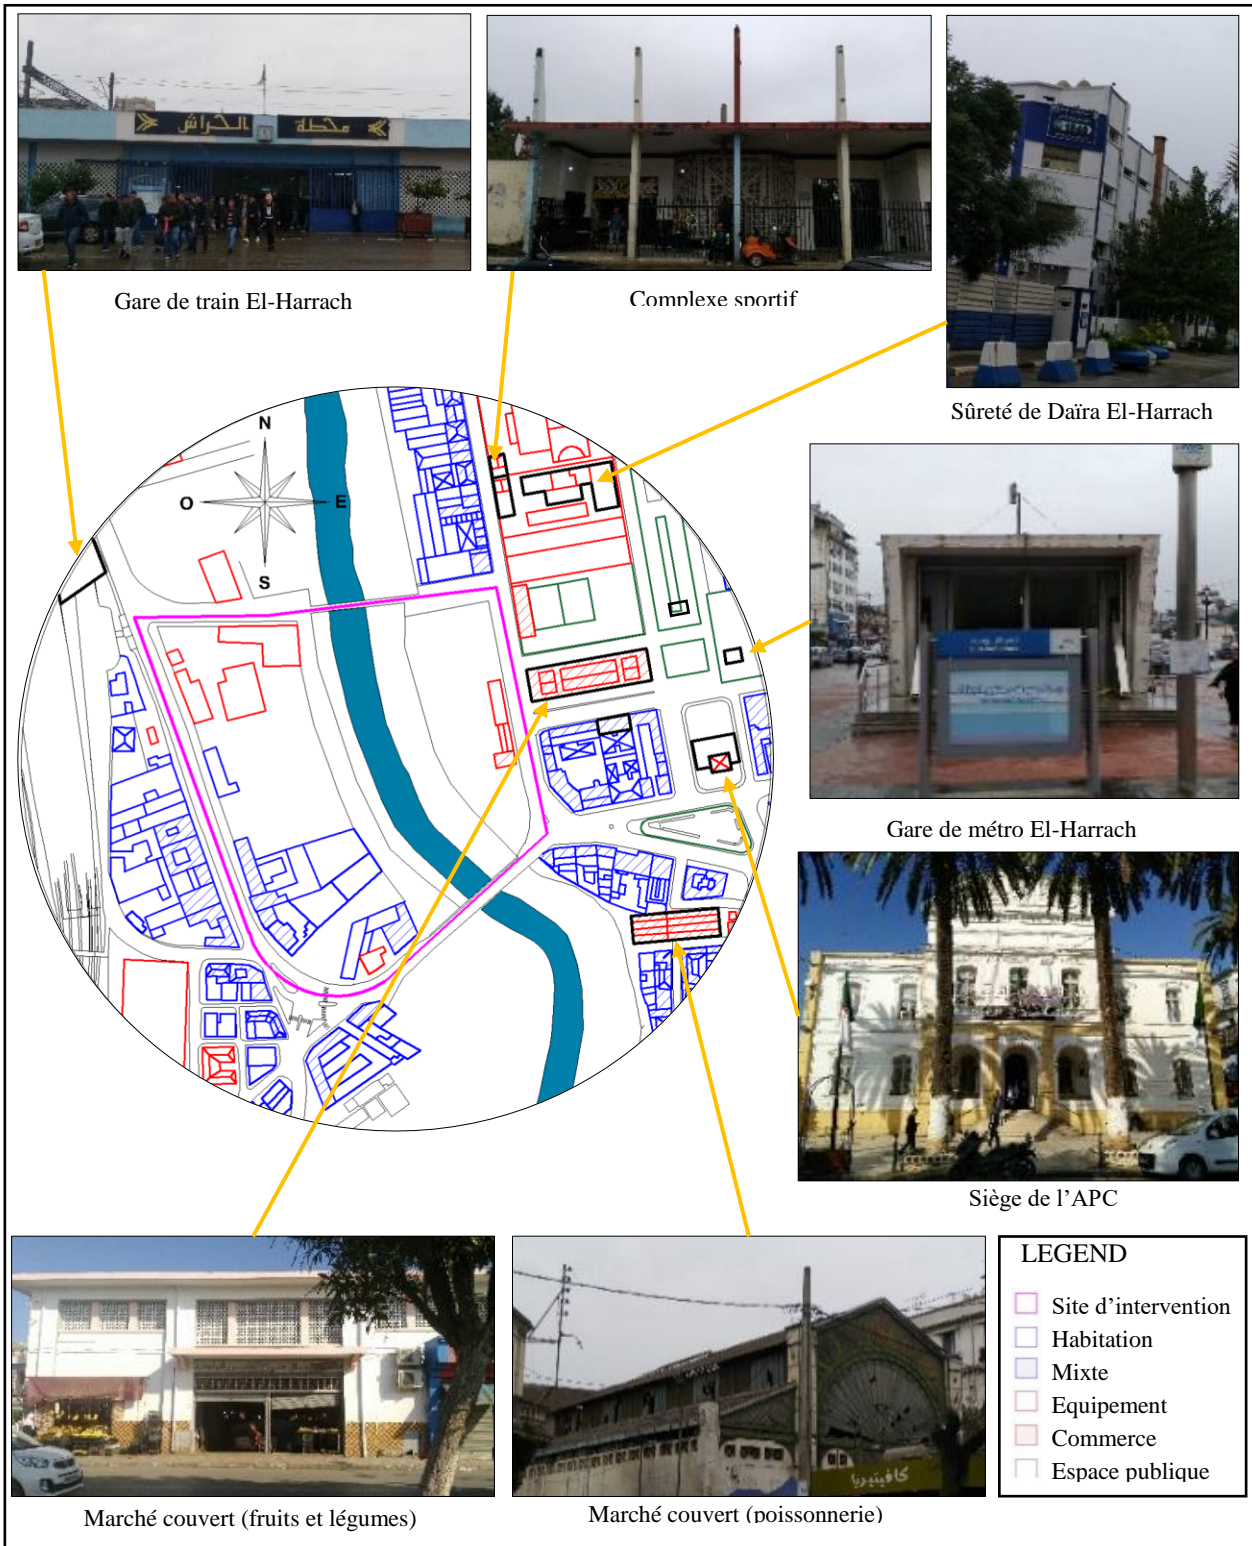 محطة الحراش
Gare de train El-Harrach
Complexe sportif
Sûreté de Daïra El-Harrach
N
O
E
S
Gare de métro El-Harrach
Siège de l’APC
Marché couvert (fruits et légumes)
كافيتيريا
Marché couvert (poissonnerie)
LEGEND
Site d’intervention
Habitation
Mixte
Equipement
Commerce
Espace publique